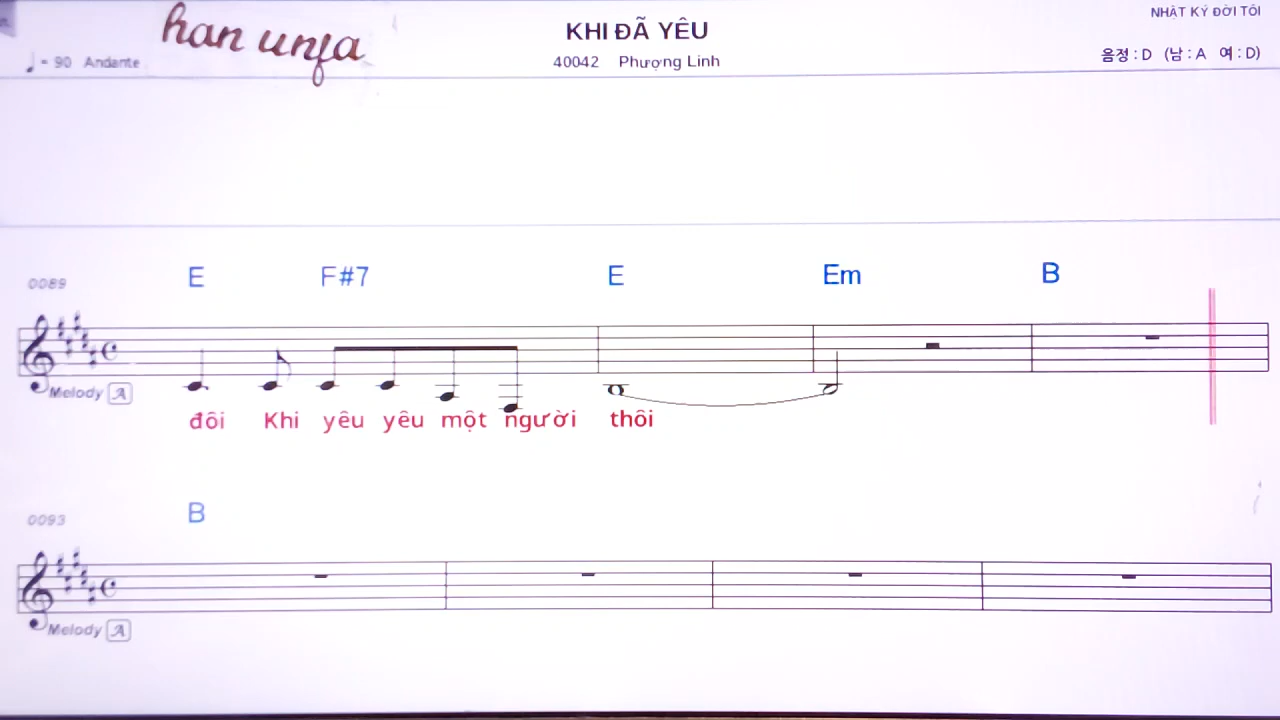 han unfa
KHI ĐÃ YÊU
NHẬT KÝ ĐỜI TÔI
♩ = 90 Andante
40042 Phượng Linh
음정 : D (남 : A 여 : D)
0089
E F#7 E Em B
Melody A
đôi Khi yêu yêu một người thôi
0093
B
Melody A